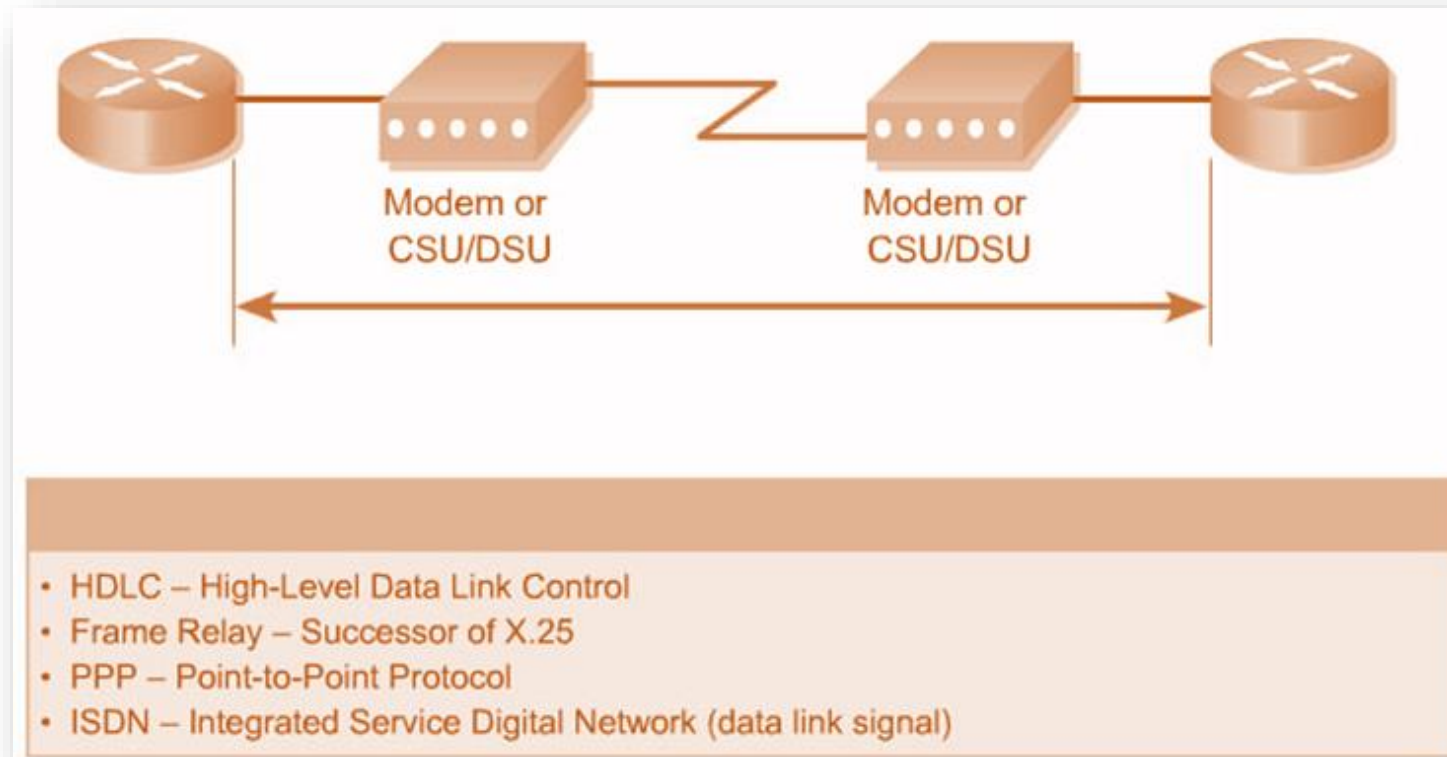 Modem or
CSU/DSU
Modem or
CSU/DSU
• HDLC – High-Level Data Link Control
• Frame Relay – Successor of X.25
• PPP – Point-to-Point Protocol
• ISDN – Integrated Service Digital Network (data link signal)